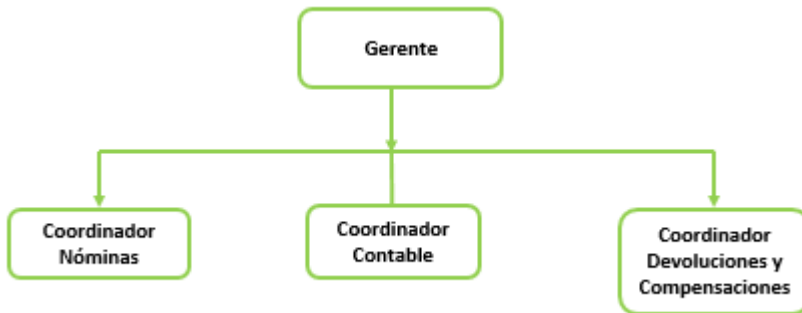 Gerente
Coordinador
Nóminas
Coordinador
Contable
Coordinador
Devoluciones y
Compensaciones